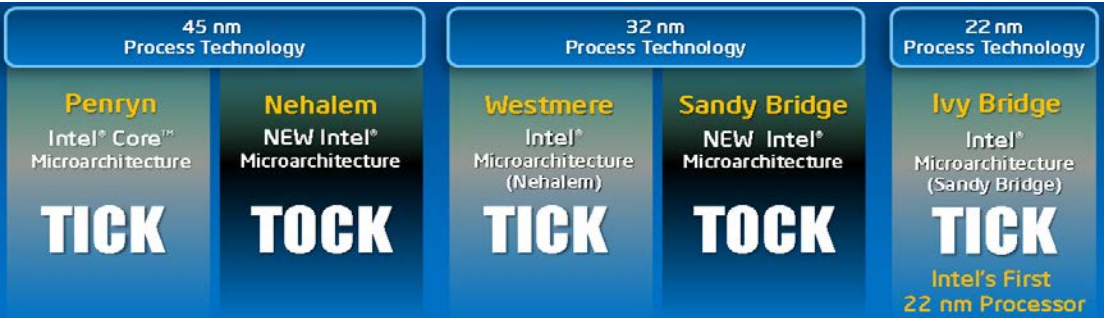 45 nm
Process Technology
32 nm
Process Technology
22 nm
Process Technology
Penryn
Intel® Core™
Microarchitecture
TICK
Nehalem
NEW Intel®
Microarchitecture
TOCK
Westmere
Intel®
Microarchitecture
(Nehalem)
TICK
Sandy Bridge
NEW Intel®
Microarchitecture
TOCK
Ivy Bridge
Intel®
Microarchitecture
(Sandy Bridge)
TICK
Intel's First
22 nm Processor